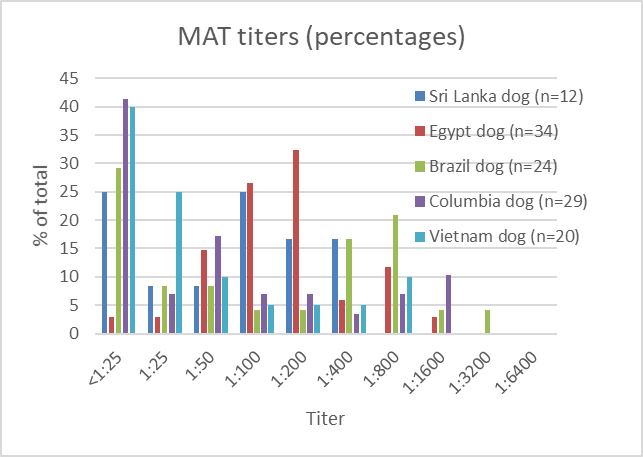 MAT titers (percentages)
45
40
35
30
25
20
15
10
5
0
% of total
Sri Lanka dog (n=12)
Egypt dog (n=34)
Brazil dog (n=24)
Columbia dog (n=29)
Vietnam dog (n=20)
<1:25
1:25
1:50
1:100
1:200
1:400
1:800
1:1600
1:3200
1:6400
Titer